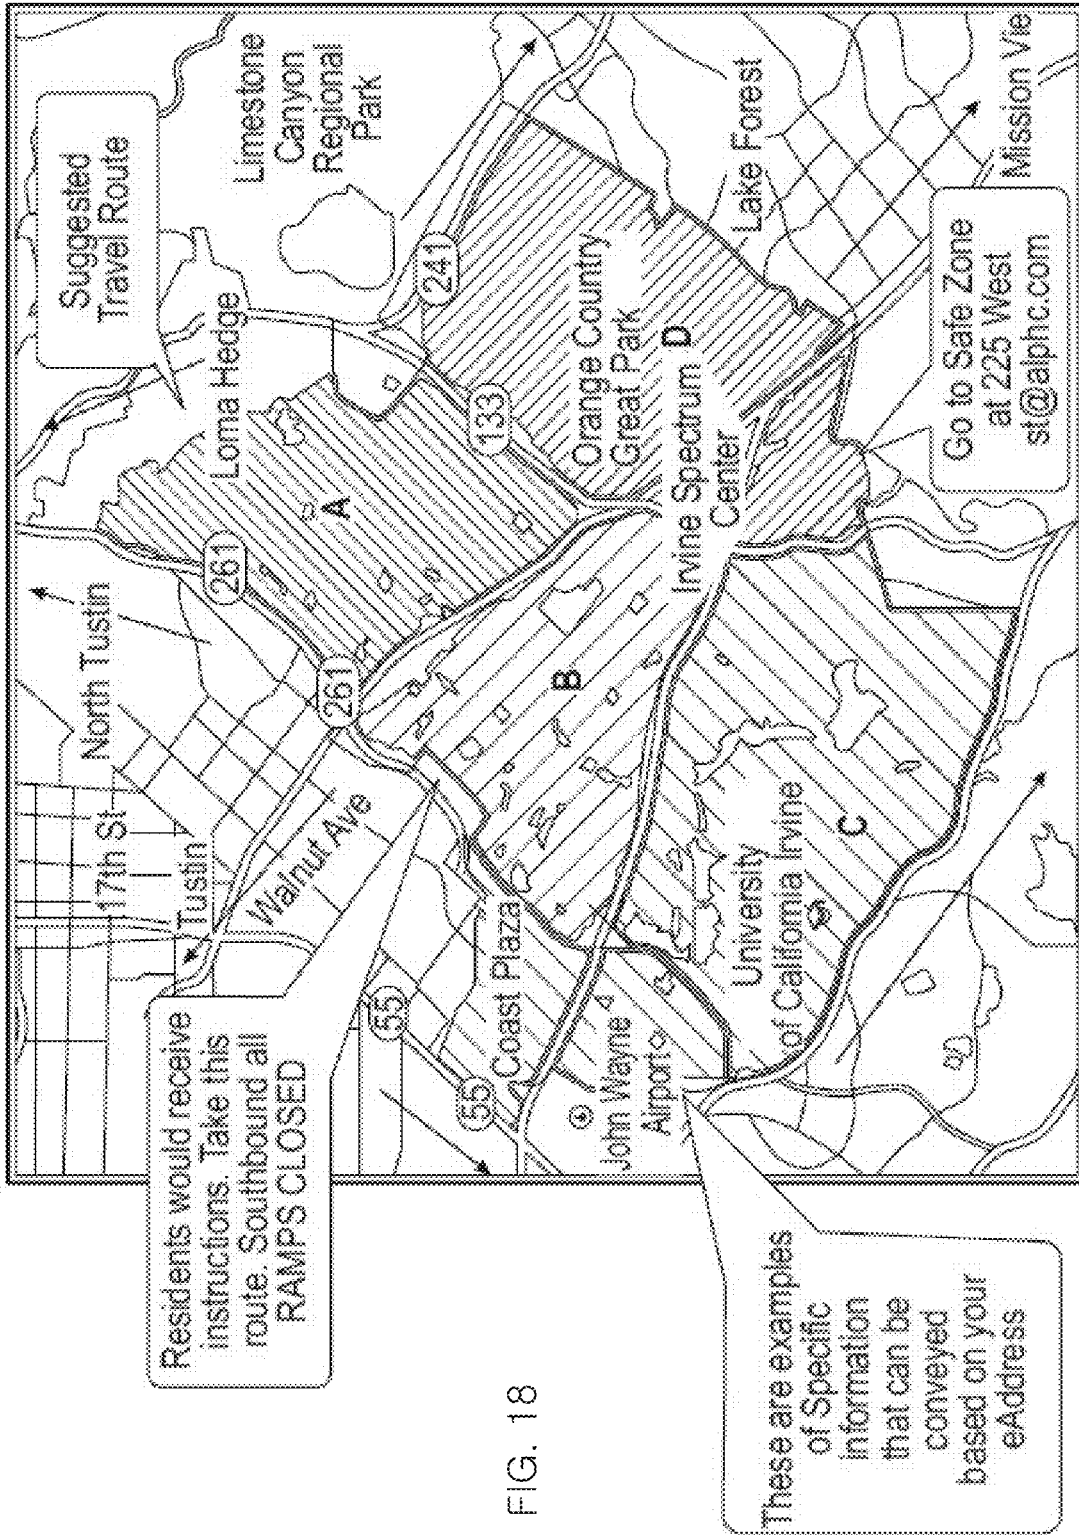 Suggested
Travel Route
Limestone
Canyon
Regional
Park
Loma Hedge
241
261
A
133
North Tustin
17th St
Tustin
Walnut Ave
261
Orange Country
Great Park
D
Lake Forest
Mission Vie
Irvine Spectrum
Center
B
Go to Safe Zone
at 225 West
st@alphc.com
Residents would receive
instructions. Take this
route. Southbound all
RAMPS CLOSED
55
55
Coast Plaza
John Wayne
Airport
University
of California Irvine
C
These are examples
of Specific
information
that can be
conveyed
based on your
eAddress
FIG. 18